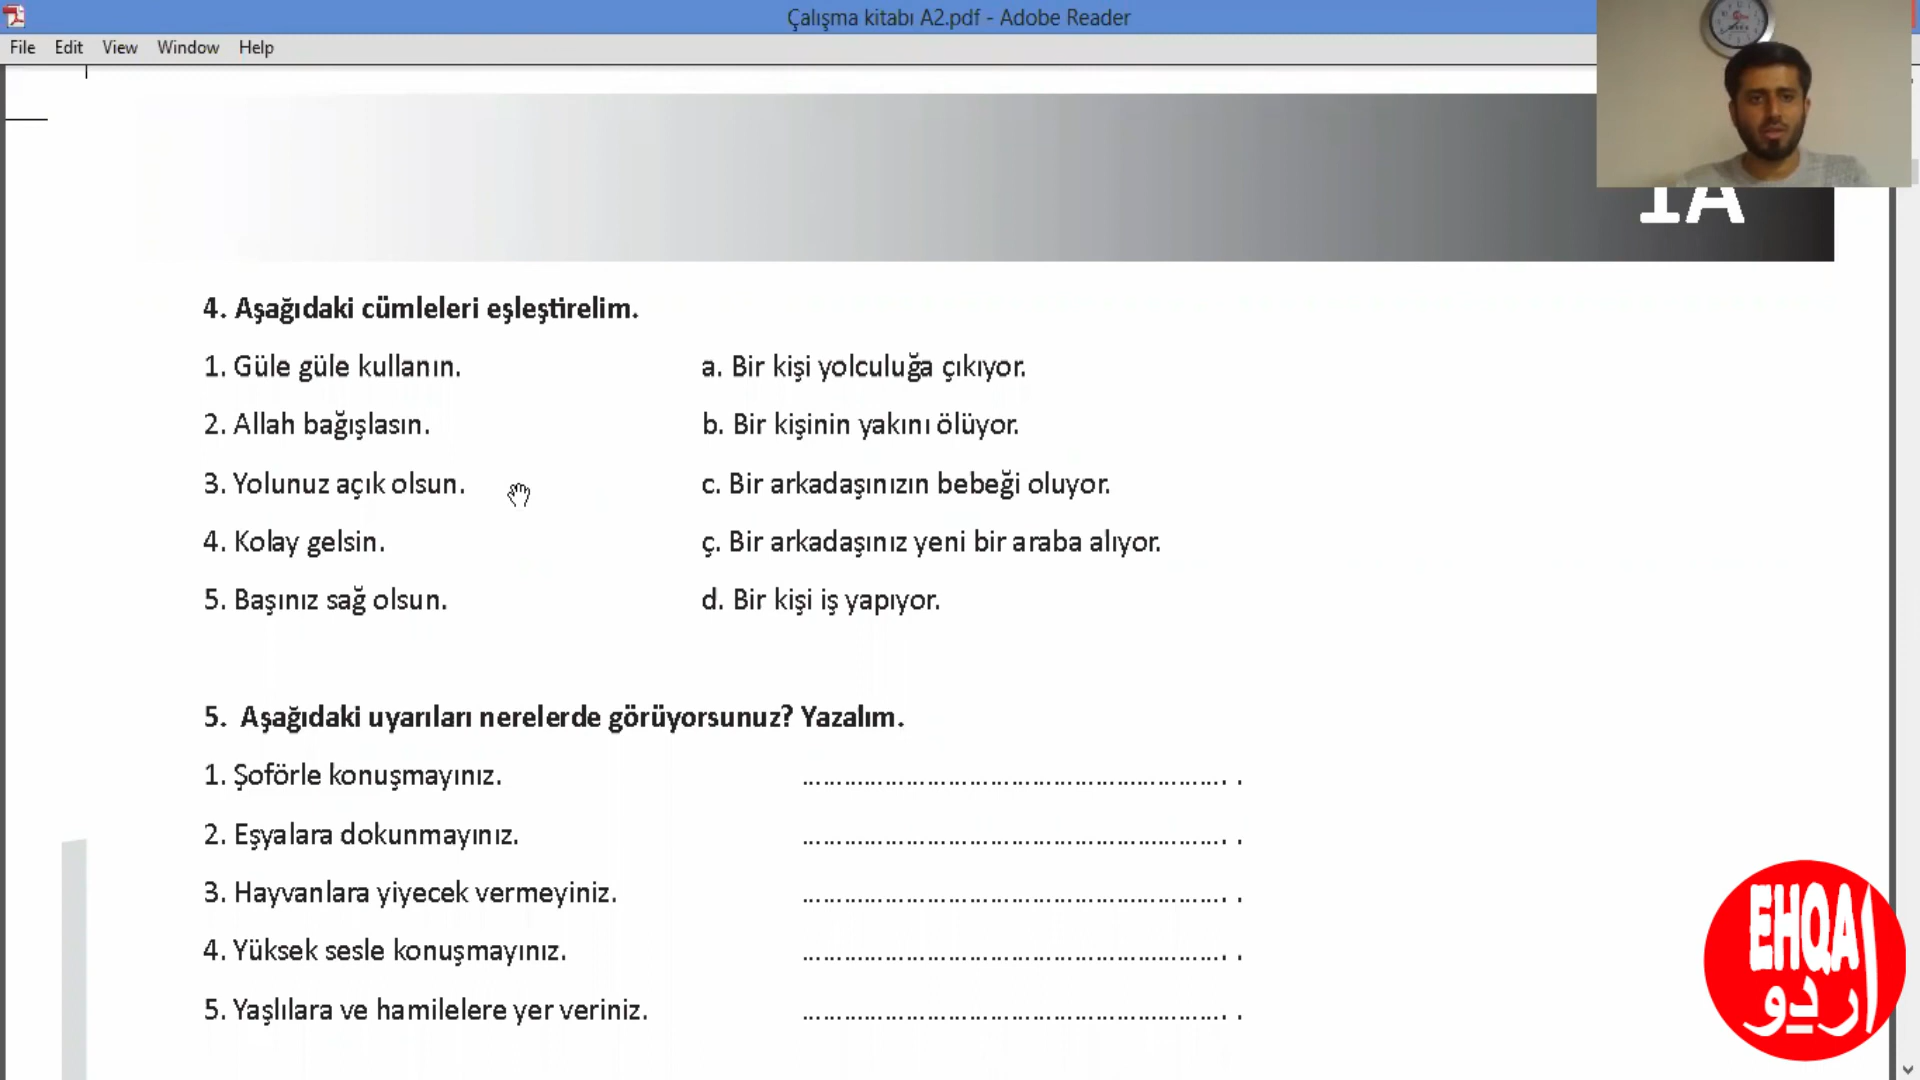 Çalışma kitabı A2.pdf - Adobe Reader
File Edit View Window Help
1A
4. Aşağıdaki cümleleri eşleştirelim.
1. Güle güle kullanın. a. Bir kişi yolculuğa çıkıyor.
2. Allah bağışlasın. b. Bir kişinin yakını ölüyor.
3. Yolunuz açık olsun. c. Bir arkadaşınızın bebeği oluyor.
4. Kolay gelsin. ç. Bir arkadaşınız yeni bir araba alıyor.
5. Başınız sağ olsun. d. Bir kişi iş yapıyor.
5. Aşağıdaki uyarıları nerelerde görüyorsunuz? Yazalım.
1. Şoförle konuşmayınız. ........................................................ .
2. Eşyalara dokunmayınız. ........................................................ .
3. Hayvanlara yiyecek vermeyiniz. ........................................................ .
4. Yüksek sesle konuşmayınız. ........................................................ .
5. Yaşlılara ve hamilelere yer veriniz. ........................................................ .
EHQA
اردو